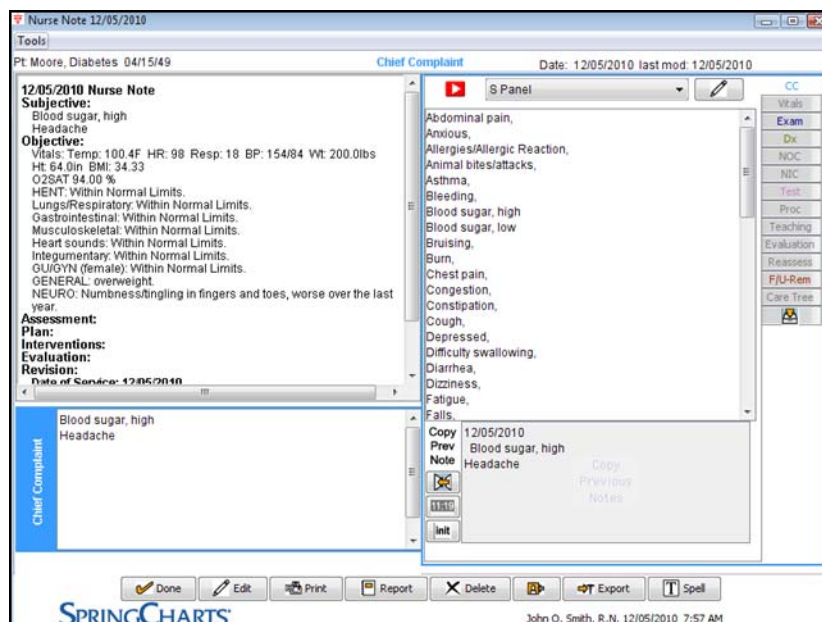 Nurse Note 12/05/2010
Tools
Pt: Moore, Diabetes 04/15/49 Chief Complaint Date: 12/05/2010 last mod: 12/05/2010
12/05/2010 Nurse Note
Subjective:
Blood sugar, high
Headache
Objective:
Vitals: Temp: 100.4F HR: 98 Resp: 18 BP: 154/84 Wt: 200.0lbs
Ht: 64.0in BMI: 34.33
O2SAT 94.00 %
HENT: Within Normal Limits.
Lungs/Respiratory: Within Normal Limits.
Gastrointestinal: Within Normal Limits.
Musculoskeletal: Within Normal Limits.
Heart sounds: Within Normal Limits.
Integumentary: Within Normal Limits.
GU/GYN (female): Within Normal Limits.
GENERAL: overweight.
NEURO: Numbness/tingling in fingers and toes, worse over the last
year.
Assessment:
Plan:
Interventions:
Evaluation:
Revision:
Date of Service: 12/05/2010
Chief Complaint
Blood sugar, high
Headache
S Panel
Abdominal pain,
Anxious,
Allergies/Allergic Reaction,
Animal bites/attacks,
Asthma,
Bleeding,
Blood sugar, high
Blood sugar, low
Bruising,
Burn,
Chest pain,
Congestion,
Constipation,
Cough,
Depressed,
Difficulty swallowing,
Diarrhea,
Dizziness,
Fatigue,
Falls,
Copy
Prev
Note
init
12/05/2010
Blood sugar, high
Headache
Copy
Previous
Notes
CC
Vitals
Exam
Dx
NOC
NIC
Test
Proc
Teaching
Evaluation
Reassess
F/U-Rem
Care Tree
Done Edit Print Report Delete Export Spell
SPRINGCHARTS
John O. Smith, R.N. 12/05/2010 7:57 AM